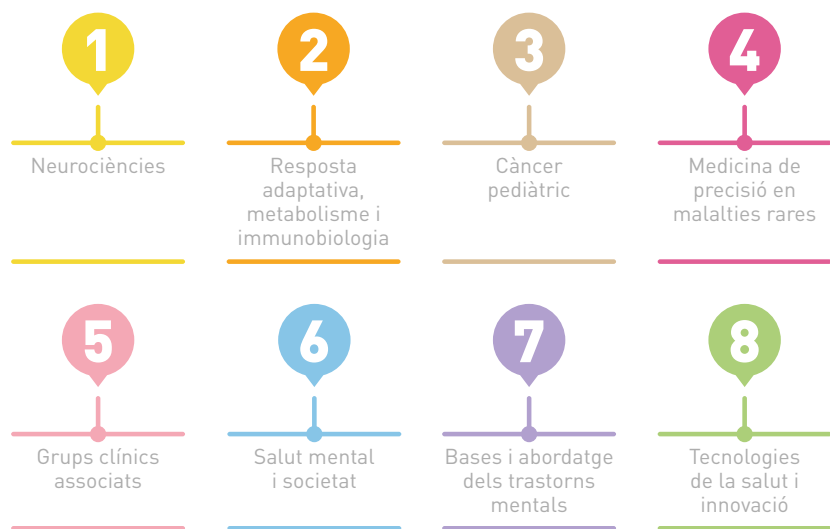 1
Neurociències
2
Resposta
adaptativa,
metabolisme i
immunobiologia
3
Càncer
pediàtric
4
Medicina de
precisió en
malalties rares
5
Grups clínics
associats
6
Salut mental
i societat
7
Bases i abordatge
dels trastorns
mentals
8
Tecnologies
de la salut i
innovació